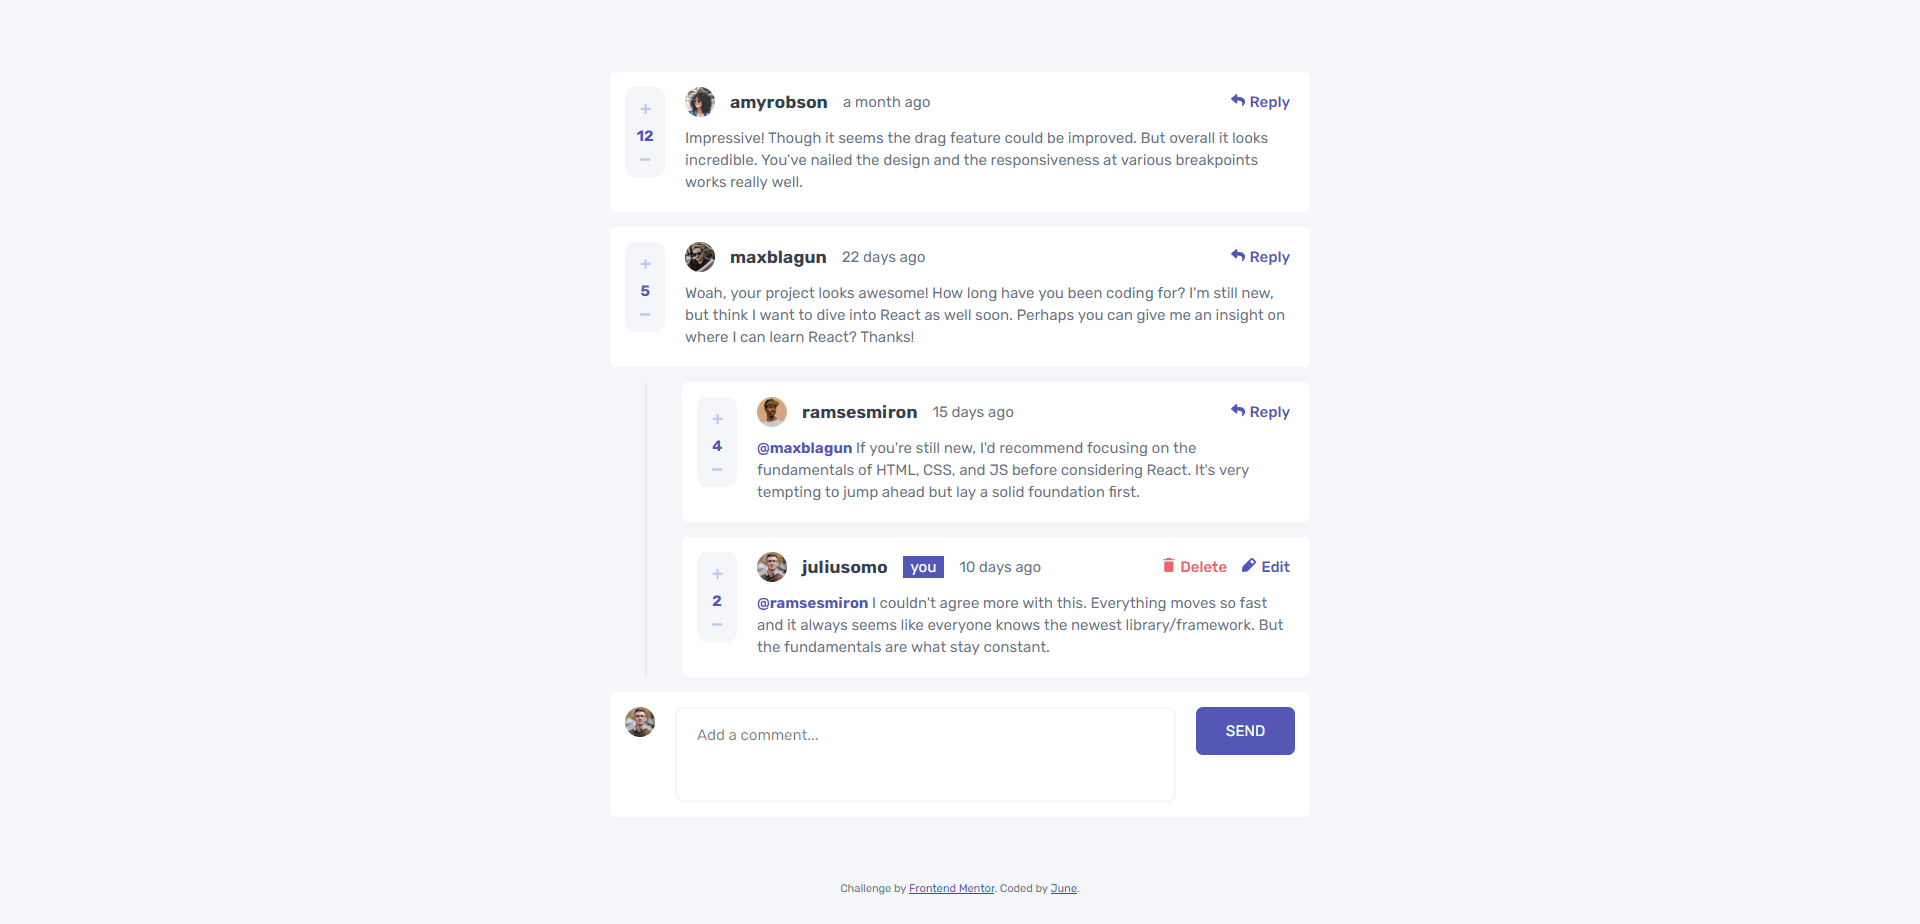 +
12
−
amyrobson a month ago Reply
Impressive! Though it seems the drag feature could be improved. But overall it looks
incredible. You've nailed the design and the responsiveness at various breakpoints
works really well.
+
5
−
maxblagun 22 days ago Reply
Woah, your project looks awesome! How long have you been coding for? I'm still new,
but think I want to dive into React as well soon. Perhaps you can give me an insight on
where I can learn React? Thanks!
+
4
−
ramsesmiron 15 days ago Reply
@maxblagun If you're still new, I'd recommend focusing on the
fundamentals of HTML, CSS, and JS before considering React. It's very
tempting to jump ahead but lay a solid foundation first.
+
2
−
juliusomo you 10 days ago Delete Edit
@ramsesmiron I couldn't agree more with this. Everything moves so fast
and it always seems like everyone knows the newest library/framework. But
the fundamentals are what stay constant.
Add a comment... SEND
Challenge by Frontend Mentor. Coded by June.